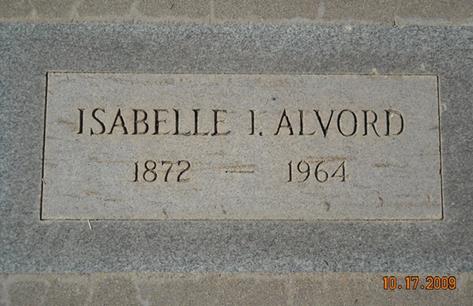 ISABELLE I. ALVORD
1872 — 1964
10.17.2009